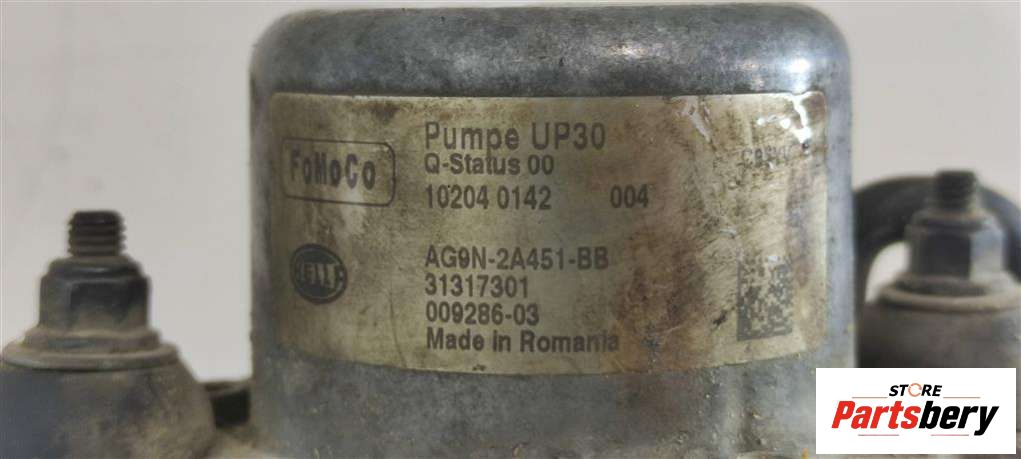 FoMoCo
Pumpe UP30
Q-Status 00
10204 0142 004
HELLA
AG9N-2A451-BB
31317301
009286-03
Made in Romania
STORE
Partsbery